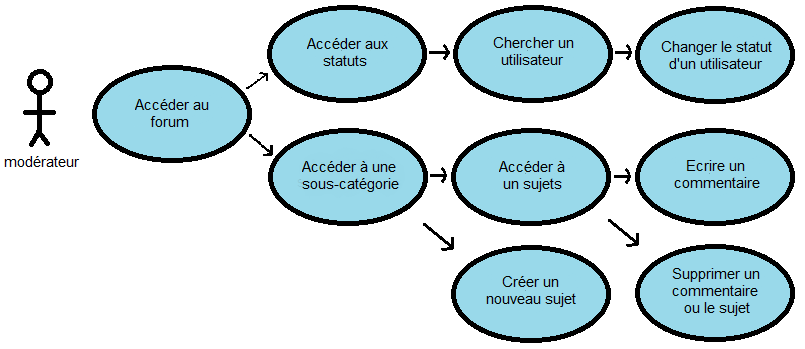 modérateur
Accéder au
forum
Accéder aux
statuts
Chercher un
utilisateur
Changer le statut
d'un utilisateur
Accéder à une
sous-catégorie
Accéder à
un sujets
Ecrire un
commentaire
Créer un
nouveau sujet
Supprimer un
commentaire
ou le sujet